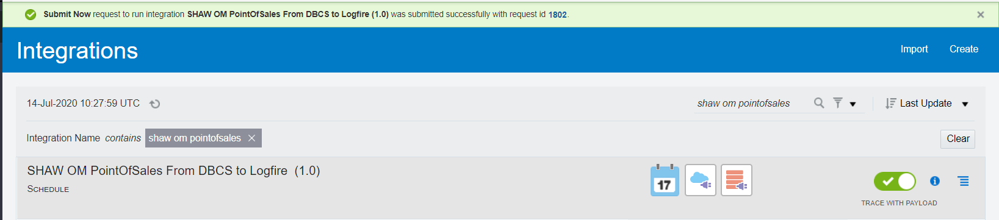 Submit Now request to run integration SHAW OM PointOfSales From DBCS to Logfire (1.0) was submitted successfully with request id 1802.
Integrations
Import Create
14-Jul-2020 10:27:59 UTC
shaw om pointofsales
Last Update
Integration Name contains shaw om pointofsales
Clear
SHAW OM PointOfSales From DBCS to Logfire (1.0)
SCHEDULE
17
TRACE WITH PAYLOAD